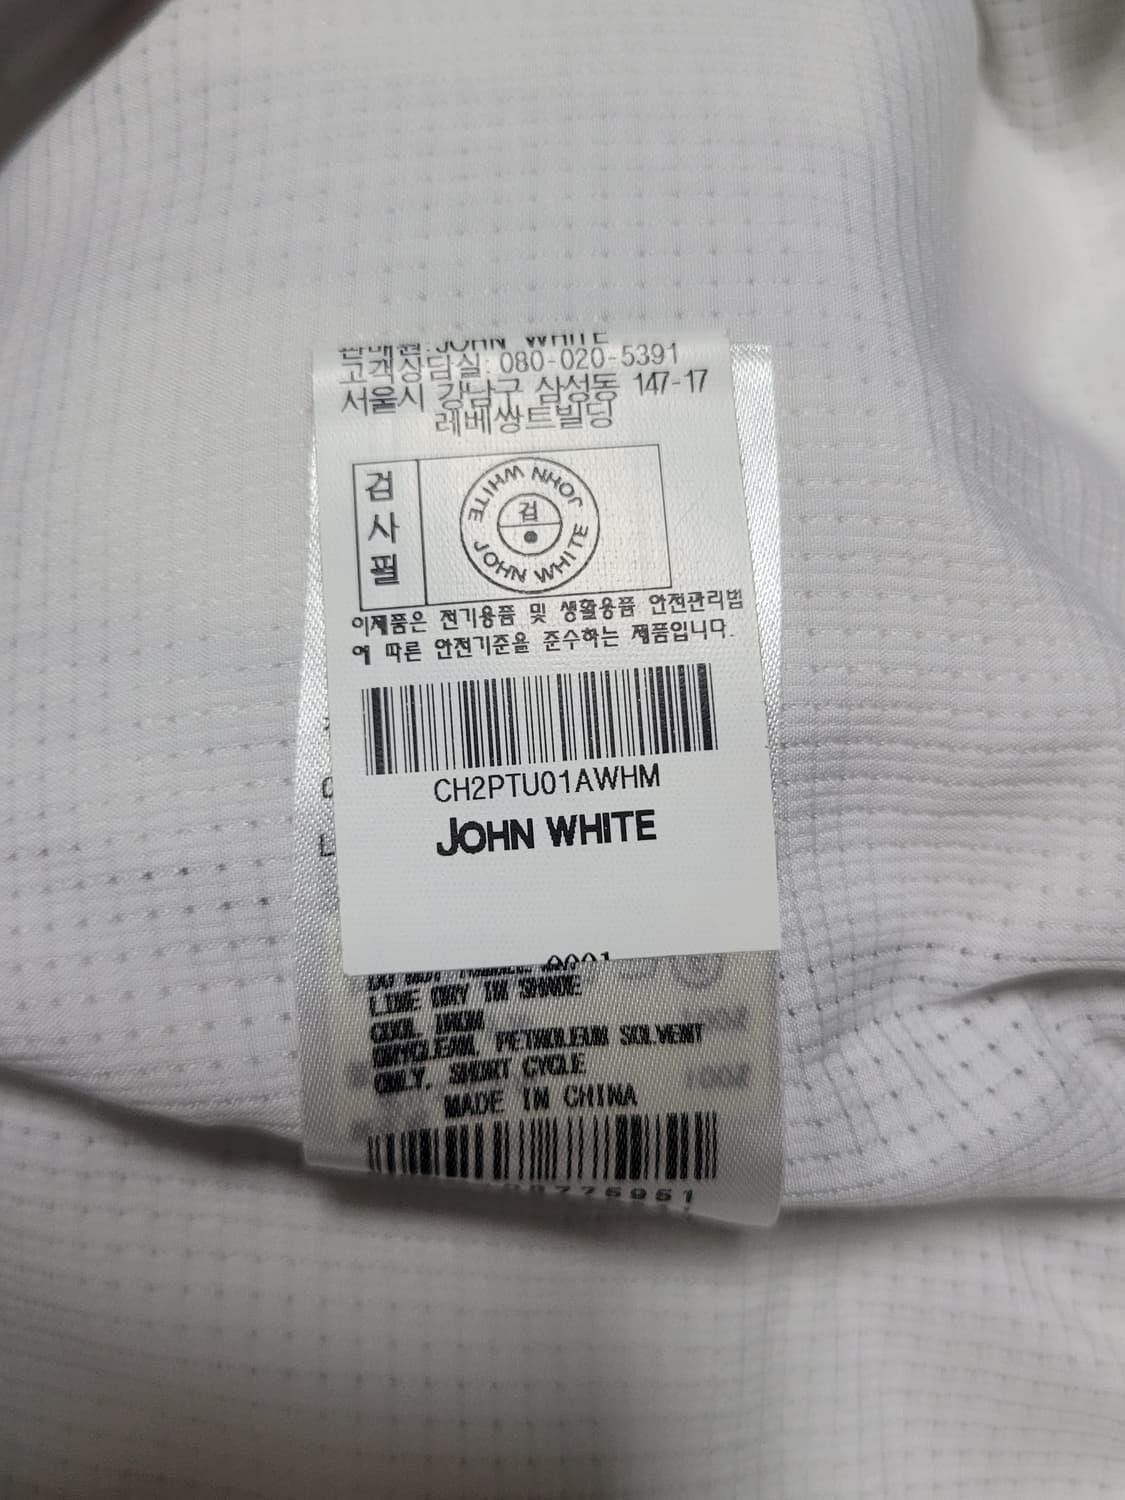 판매원:JOHN WHITE
고객상담실: 080-020-5391
서울시 강남구 삼성동 147-17
레베쌍트빌딩
검
사
필
JOHN WHITE JOHN WHITE
검
이제품은 전기용품 및 생활용품 안전관리법
에 따른 안전기준을 준수하는 제품입니다.
CH2PTU01AWHM
JOHN WHITE
0001
LINE DRY IN SHADE
COOL IRON
DRYCLEAN, PETROLEUM SOLVENT
ONLY. SHORT CYCLE
MADE IN CHINA